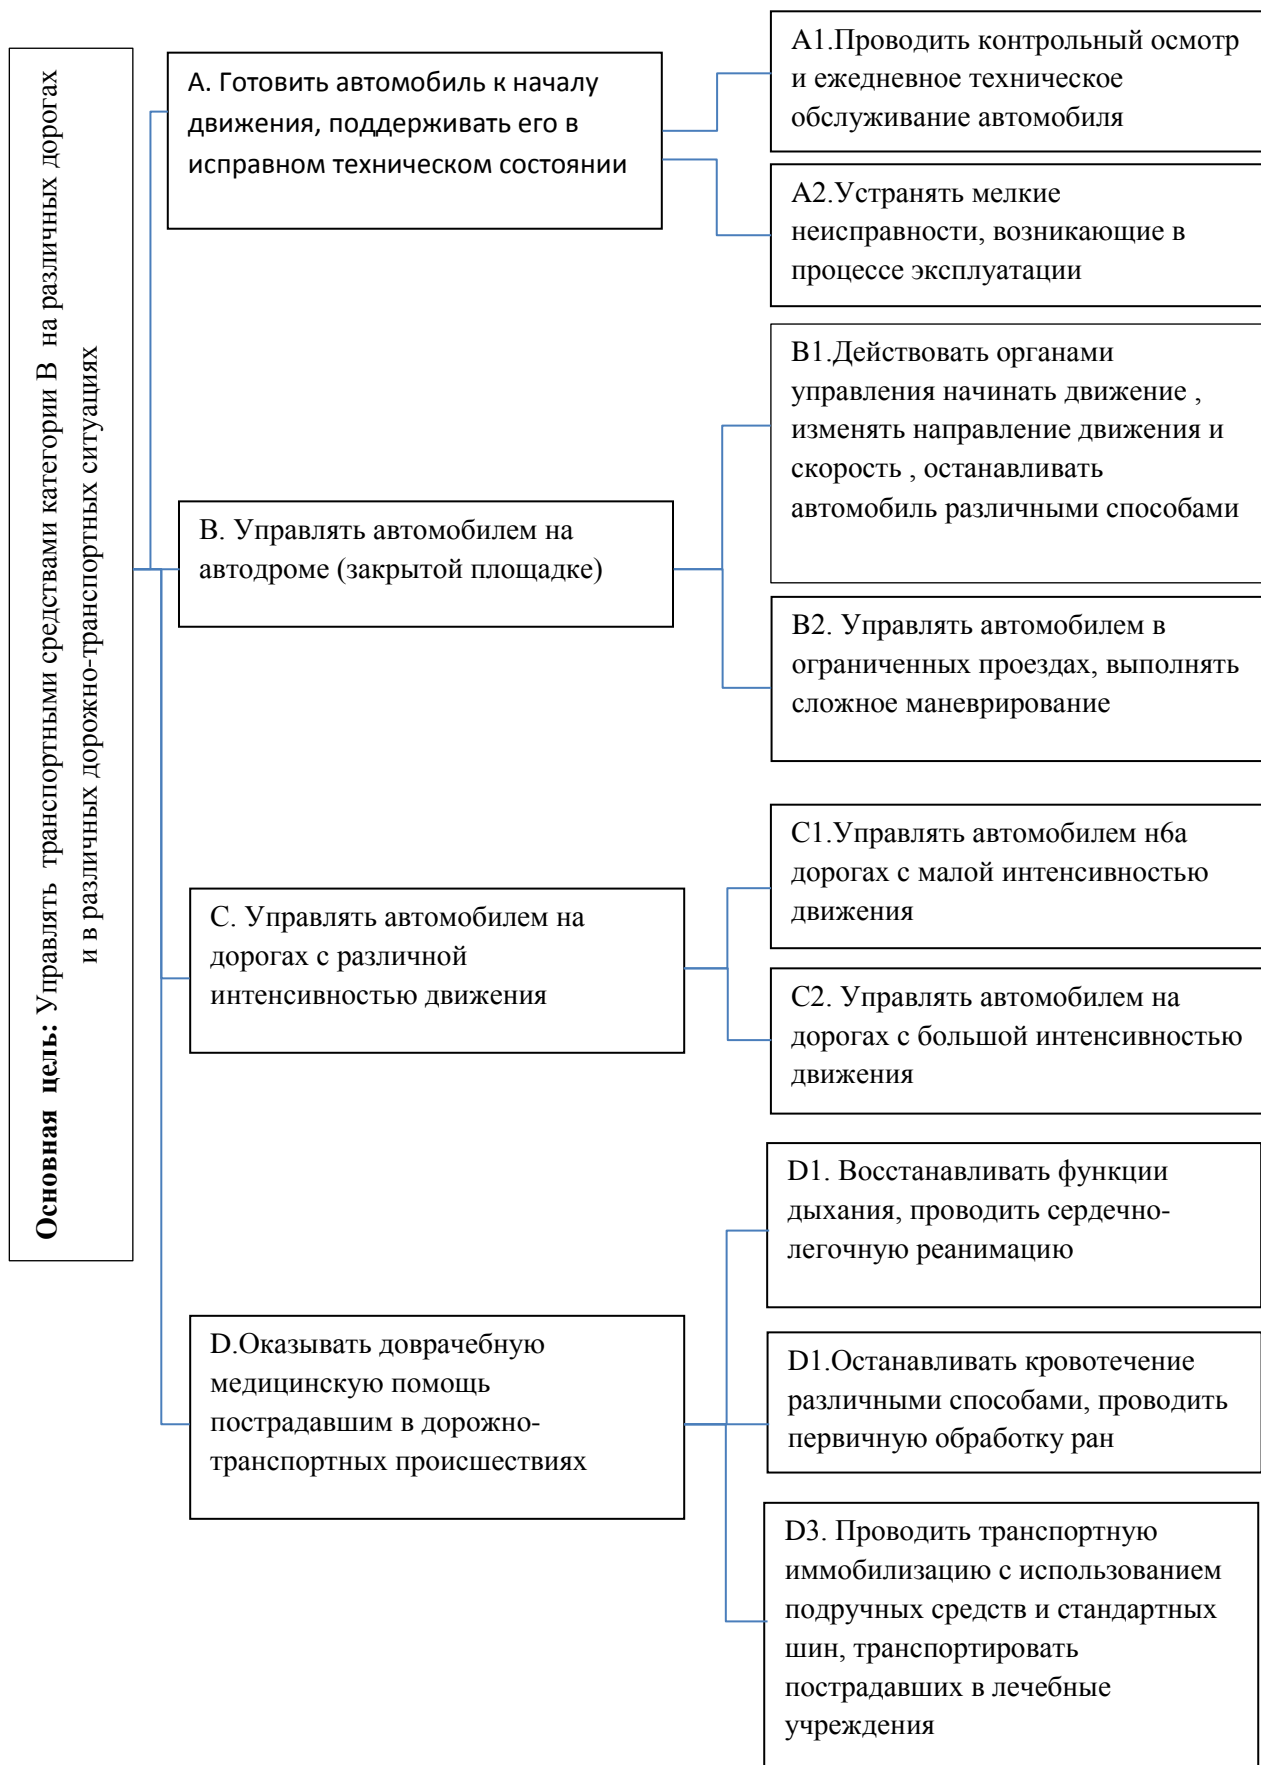 Основная цель: Управлять транспортными средствами категории В на различных дорогах
и в различных дорожно-транспортных ситуациях
А. Готовить автомобиль к началу
движения, поддерживать его в
исправном техническом состоянии
А1.Проводить контрольный осмотр
и ежедневное техническое
обслуживание автомобиля
А2.Устранять мелкие
неисправности, возникающие в
процессе эксплуатации
В. Управлять автомобилем на
автодроме (закрытой площадке)
В1.Действовать органами
управления начинать движение ,
изменять направление движения и
скорость , останавливать
автомобиль различными способами
В2. Управлять автомобилем в
ограниченных проездах, выполнять
сложное маневрирование
С. Управлять автомобилем на
дорогах с различной
интенсивностью движения
С1.Управлять автомобилем н6а
дорогах с малой интенсивностью
движения
С2. Управлять автомобилем на
дорогах с большой интенсивностью
движения
D.Оказывать доврачебную
медицинскую помощь
пострадавшим в дорожно-
транспортных происшествиях
D1. Восстанавливать функции
дыхания, проводить сердечно-
легочную реанимацию
D1.Останавливать кровотечение
различными способами, проводить
первичную обработку ран
D3. Проводить транспортную
иммобилизацию с использованием
подручных средств и стандартных
шин, транспортировать
пострадавших в лечебные
учреждения